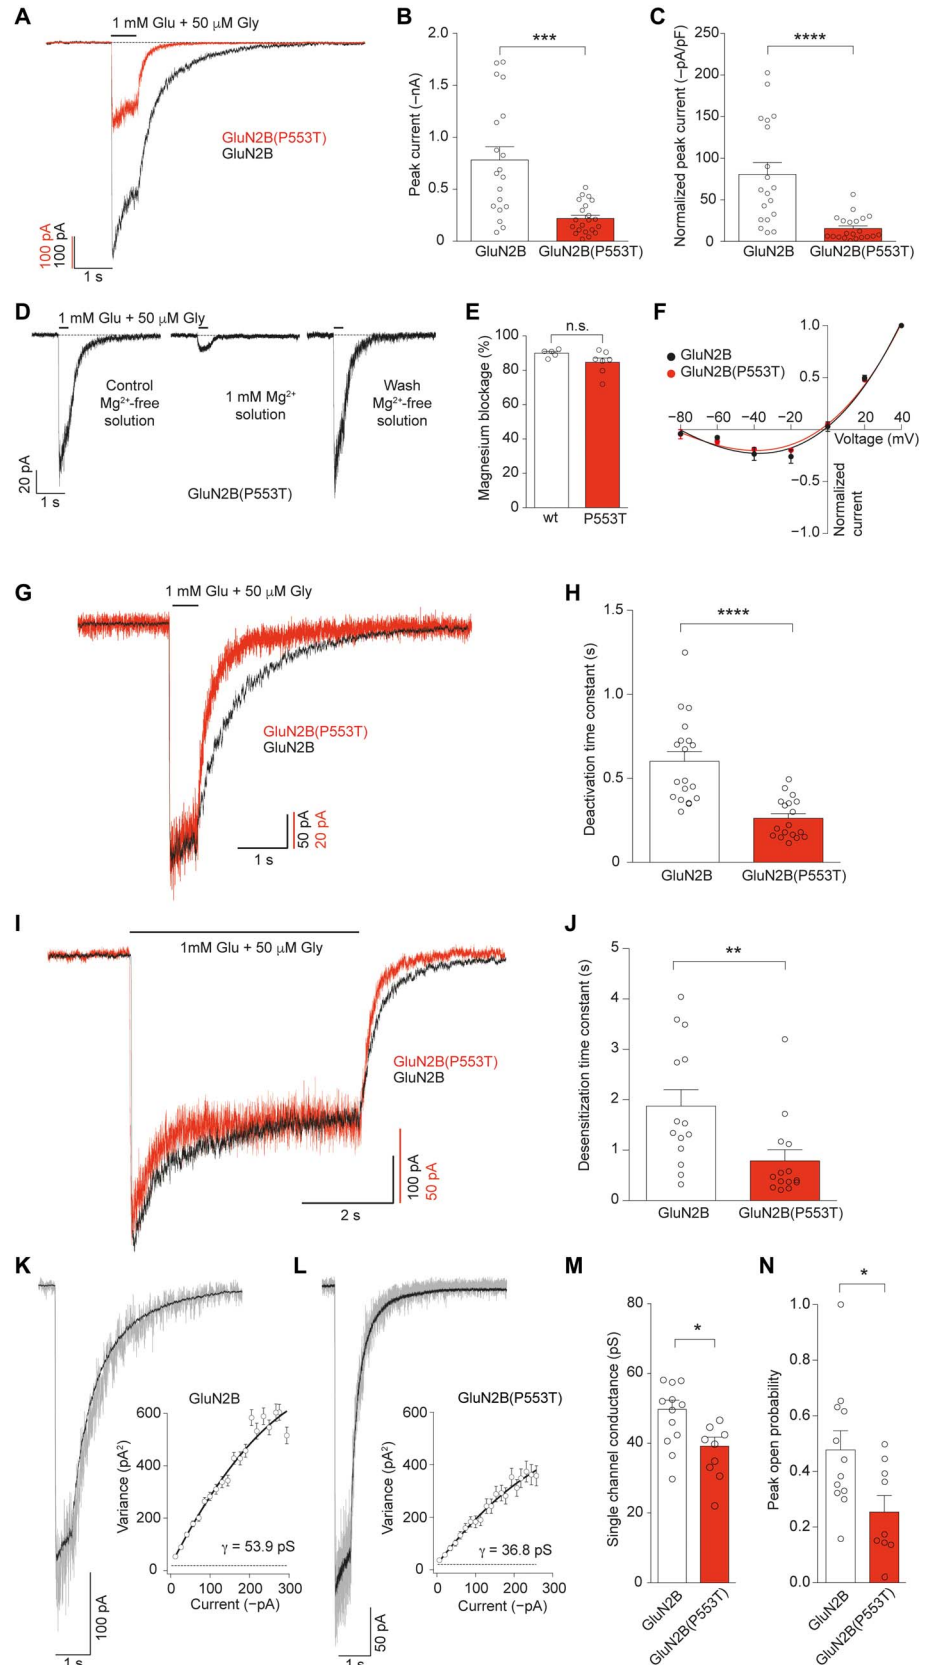 A
1 mM Glu + 50 μM Gly
GluN2B(P553T)
GluN2B
100 pA
100 pA
1 s
B
Peak current (−nA)
2.0
1.5
1.0
0.5
0
***
GluN2B
GluN2B(P553T)
C
Normalized peak current (−pA/pF)
250
200
150
100
50
0
****
GluN2B
GluN2B(P553T)
D
1 mM Glu + 50 μM Gly
Control
Mg²⁺-free
solution
1 mM Mg²⁺
solution
Wash
Mg²⁺-free
solution
20 pA
1 s
GluN2B(P553T)
E
Magnesium blockage (%)
100
80
60
40
20
0
n.s.
wt
P553T
F
GluN2B
GluN2B(P553T)
1.0
0.5
−0.5
−1.0
−80
−60
−40
−20
0
20
40
Voltage (mV)
Normalized
current
G
1 mM Glu + 50 μM Gly
GluN2B(P553T)
GluN2B
50 pA
20 pA
1 s
H
Deactivation time constant (s)
1.5
1.0
0.5
0
****
GluN2B
GluN2B(P553T)
I
1mM Glu + 50 μM Gly
GluN2B(P553T)
GluN2B
100 pA
50 pA
2 s
J
Desensitization time constant (s)
5
4
3
2
1
0
**
GluN2B
GluN2B(P553T)
K
GluN2B
Variance (pA²)
600
400
200
0
γ = 53.9 pS
0
100
200
300
Current (−pA)
100 pA
1 s
L
GluN2B(P553T)
Variance (pA²)
600
400
200
0
γ = 36.8 pS
0
100
200
300
Current (−pA)
50 pA
1 s
M
Single channel conductance (pS)
80
60
40
20
0
*
GluN2B
GluN2B(P553T)
N
Peak open probability
1.0
0.8
0.6
0.4
0.2
0.0
*
GluN2B
GluN2B(P553T)